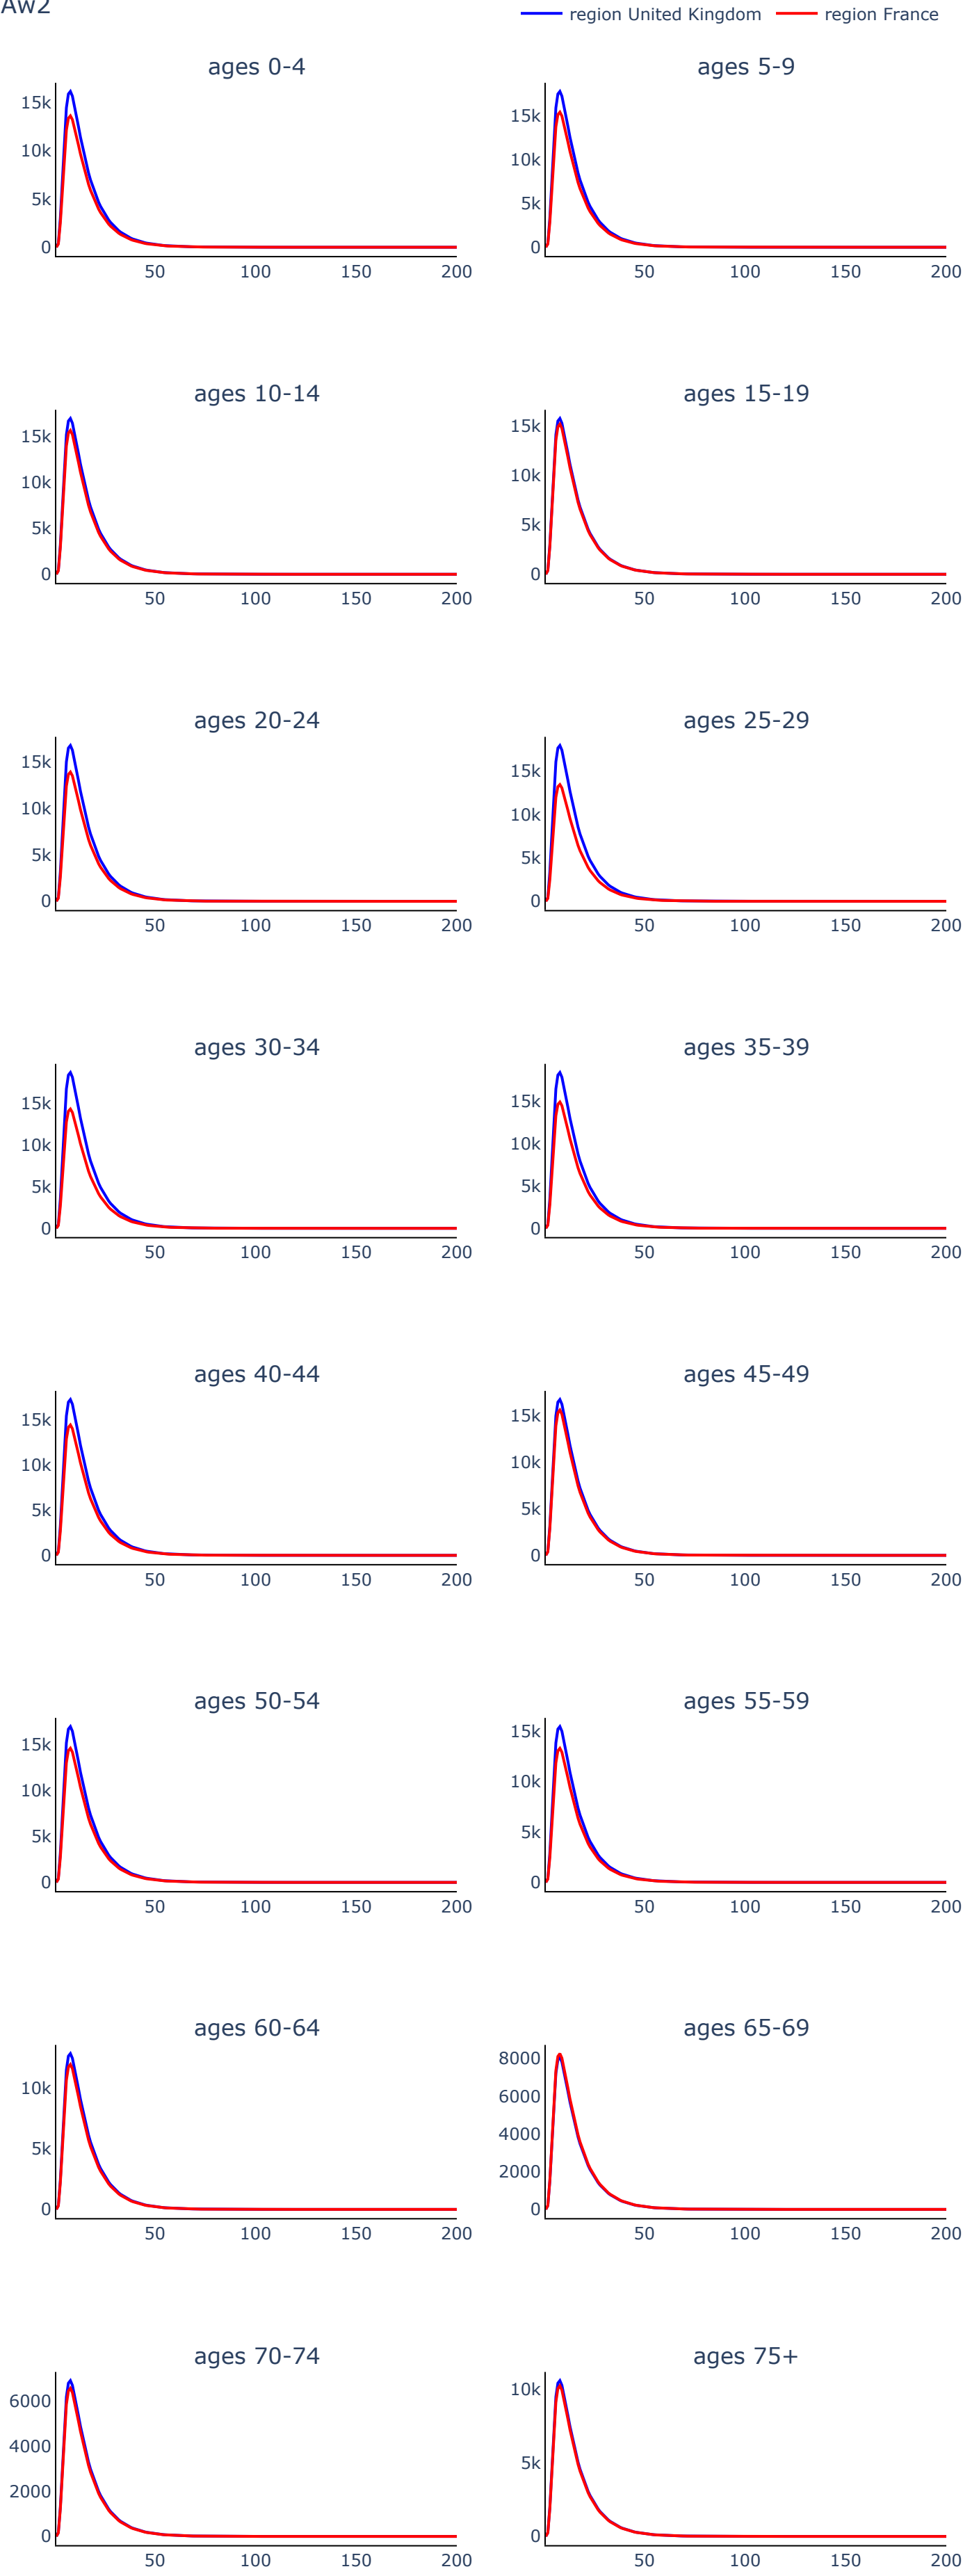 Aw2
region United Kingdom region France
ages 0-4 ages 5-9
15k 15k
10k 10k
5k 5k
0 0
50 100 150 200 50 100 150 200
ages 10-14 ages 15-19
15k 15k
10k 10k
5k 5k
0 0
50 100 150 200 50 100 150 200
ages 20-24 ages 25-29
15k 15k
10k 10k
5k 5k
0 0
50 100 150 200 50 100 150 200
ages 30-34 ages 35-39
15k 15k
10k 10k
5k 5k
0 0
50 100 150 200 50 100 150 200
ages 40-44 ages 45-49
15k 15k
10k 10k
5k 5k
0 0
50 100 150 200 50 100 150 200
ages 50-54 ages 55-59
15k 15k
10k 10k
5k 5k
0 0
50 100 150 200 50 100 150 200
ages 60-64 ages 65-69
8000
10k 6000
5k 4000
2000
0 0
50 100 150 200 50 100 150 200
ages 70-74 ages 75+
6000 10k
4000 5k
2000
0 0
50 100 150 200 50 100 150 200